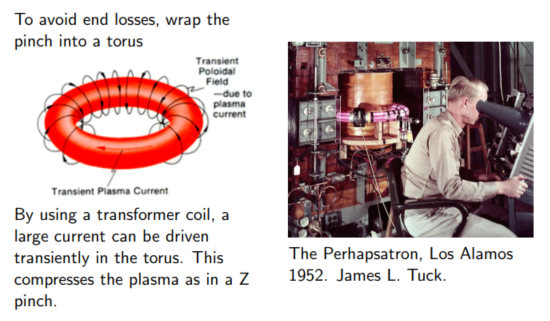 To avoid end losses, wrap the
pinch into a torus
Transient
Poloidal
Field
—due to
plasma
current
Transient Plasma Current
By using a transformer coil, a
large current can be driven
transiently in the torus. This
compresses the plasma as in a Z
pinch.
The Perhapsatron, Los Alamos
1952. James L. Tuck.